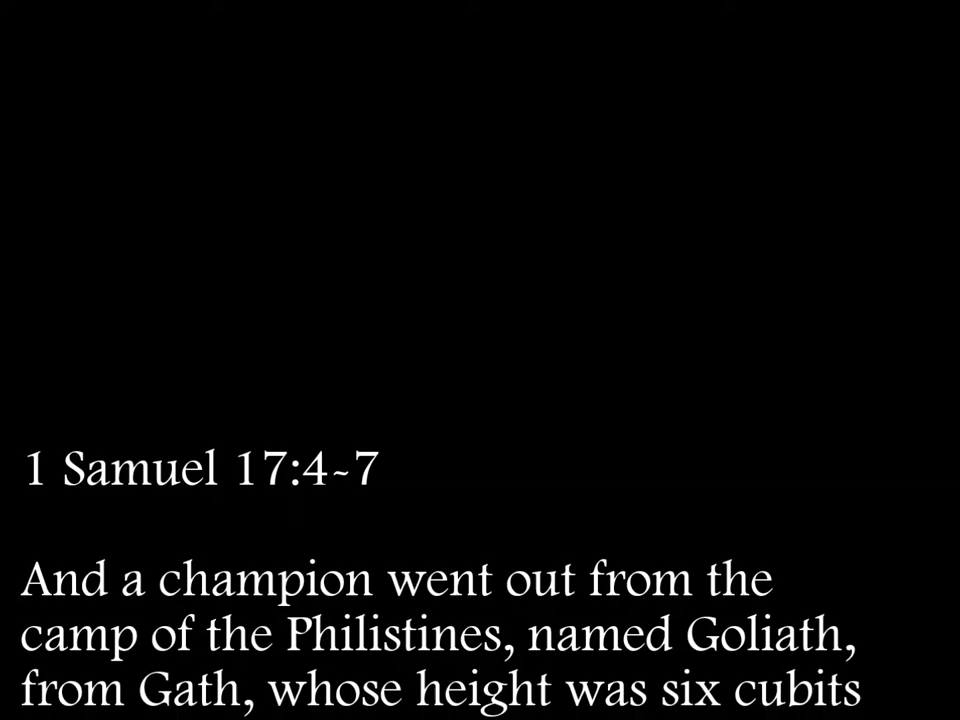 1 Samuel 17:4-7
And a champion went out from the
camp of the Philistines, named Goliath,
from Gath, whose height was six cubits